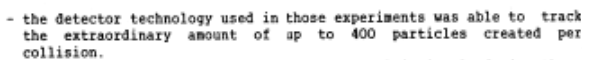 - the detector technology used in those experiments was able to track
the extraordinary amount of up to 400 particles created per
collision.